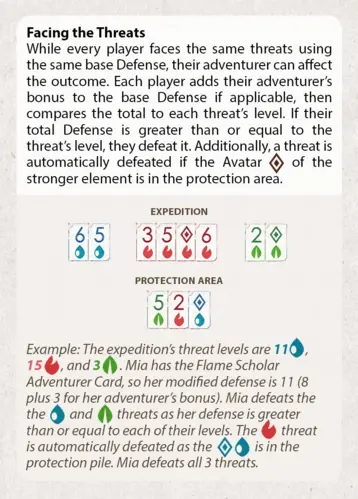 Facing the Threats
While every player faces the same threats using
the same base Defense, their adventurer can affect
the outcome. Each player adds their adventurer's
bonus to the base Defense if applicable, then
compares the total to each threat's level. If their
total Defense is greater than or equal to the
threat's level, they defeat it. Additionally, a threat is
automatically defeated if the Avatar of the
stronger element is in the protection area.
EXPEDITION
6 5 3 5 6 2
PROTECTION AREA
5 2
Example: The expedition's threat levels are 11,
15, and 3. Mia has the Flame Scholar
Adventurer Card, so her modified defense is 11 (8
plus 3 for her adventurer's bonus). Mia defeats the
the and threats as her defense is greater
than or equal to each of their levels. The threat
is automatically defeated as the is in the
protection pile. Mia defeats all 3 threats.